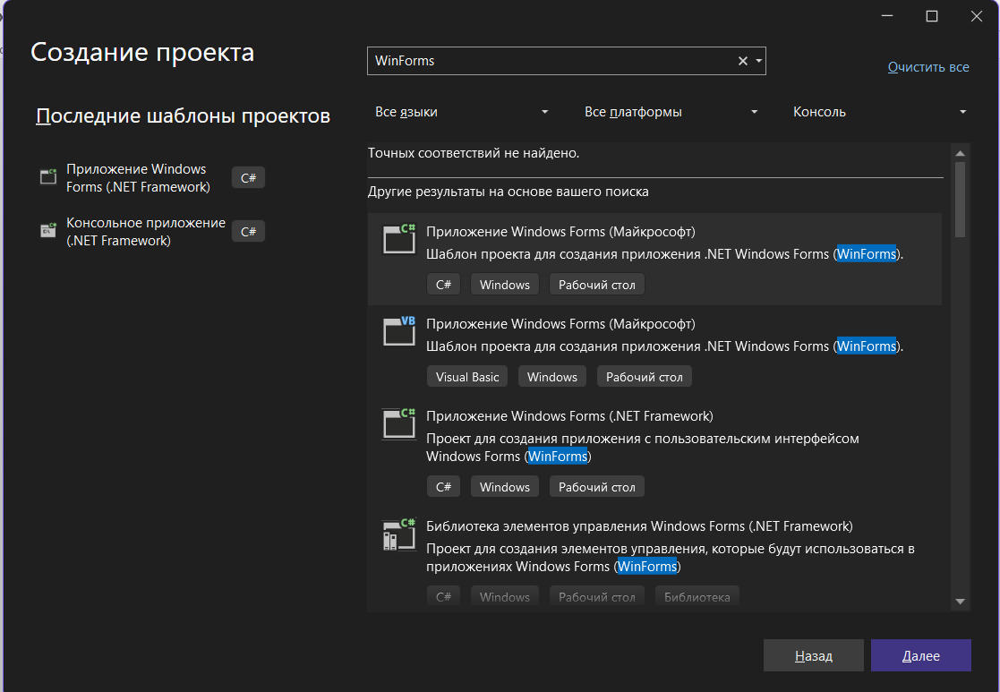 Создание проекта
WinForms
Очистить все
Последние шаблоны проектов
Все языки
Все платформы
Консоль
Приложение Windows
Forms (.NET Framework)
C#
Консольное приложение
(.NET Framework)
C#
Точных соответствий не найдено.
Другие результаты на основе вашего поиска
C#
Приложение Windows Forms (Майкрософт)
Шаблон проекта для создания приложения .NET Windows Forms (WinForms).
C# Windows Рабочий стол
VB
Приложение Windows Forms (Майкрософт)
Шаблон проекта для создания приложения .NET Windows Forms (WinForms).
Visual Basic Windows Рабочий стол
C#
Приложение Windows Forms (.NET Framework)
Проект для создания приложения с пользовательским интерфейсом
Windows Forms (WinForms)
C# Windows Рабочий стол
C#
Библиотека элементов управления Windows Forms (.NET Framework)
Проект для создания элементов управления, которые будут использоваться в
приложениях Windows Forms (WinForms)
C# Windows Рабочий стол Библиотека
Назад
Далее